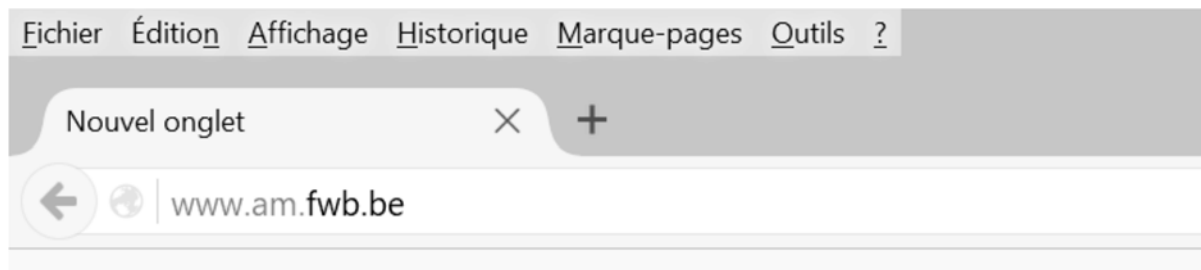 Fichier Édition Affichage Historique Marque-pages Outils ?
Nouvel onglet
www.am.fwb.be